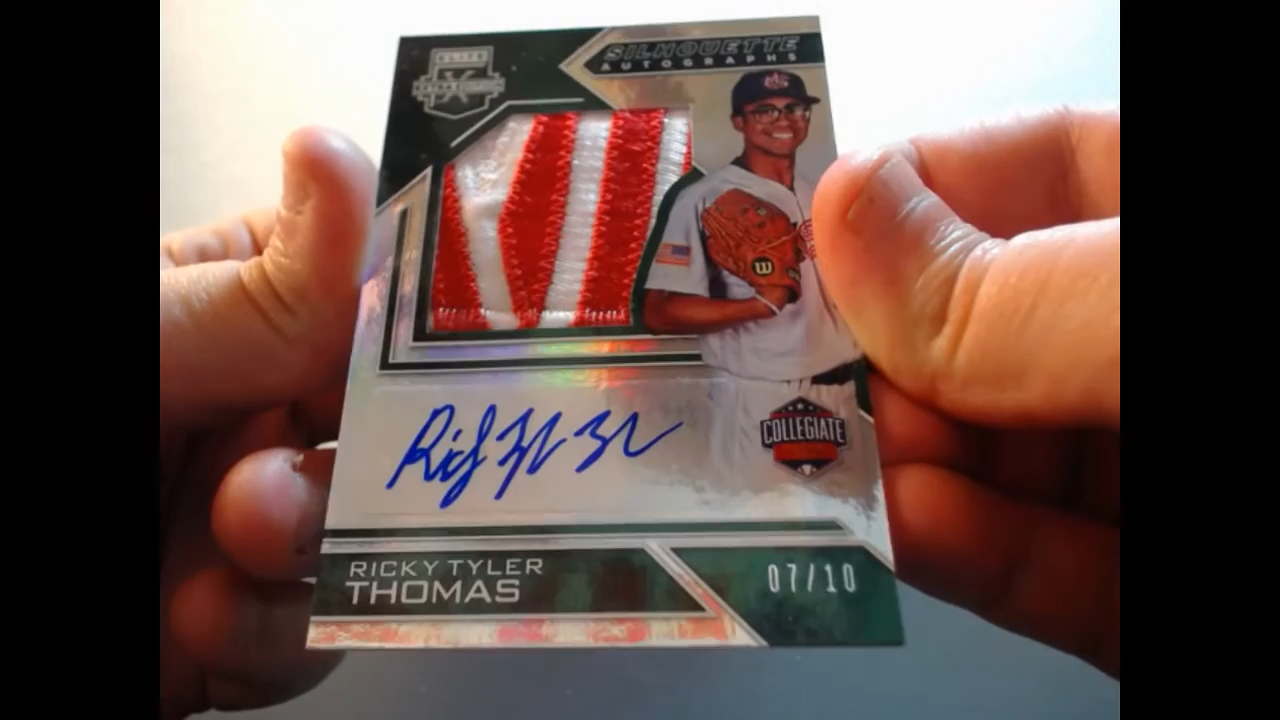 ELITE
EXTRA EDITION
SILHOUETTE
AUTOGRAPHS
W
COLLEGIATE
RICKY TYLER
THOMAS
07/10